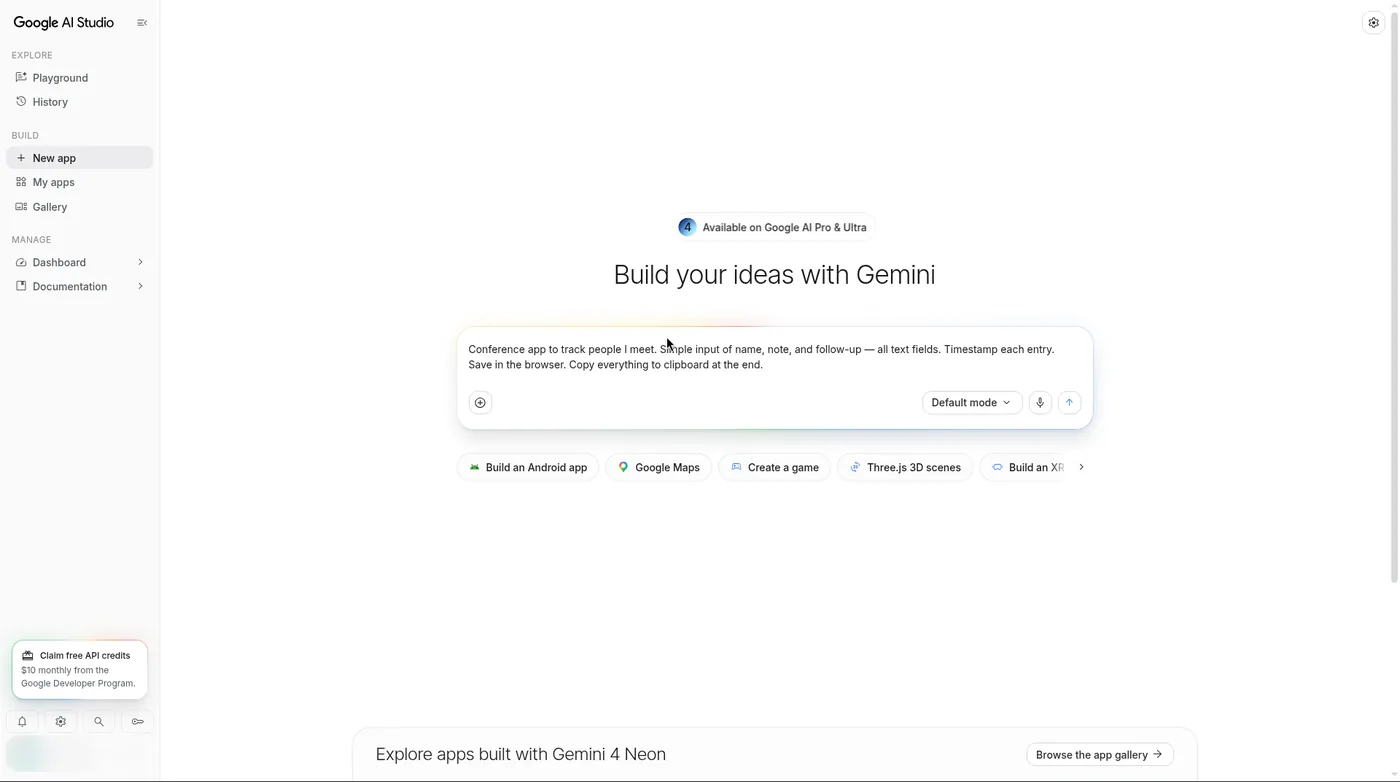 Google AI Studio
EXPLORE
Playground
History
BUILD
New app
My apps
Gallery
MANAGE
Dashboard
Documentation
Claim free API credits
$10 monthly from the
Google Developer Program.
4 Available on Google AI Pro & Ultra
Build your ideas with Gemini
Conference app to track people I meet. Simple input of name, note, and follow-up — all text fields. Timestamp each entry.
Save in the browser. Copy everything to clipboard at the end.
Default mode
Build an Android app
Google Maps
Create a game
Three.js 3D scenes
Build an XR
Explore apps built with Gemini 4 Neon
Browse the app gallery